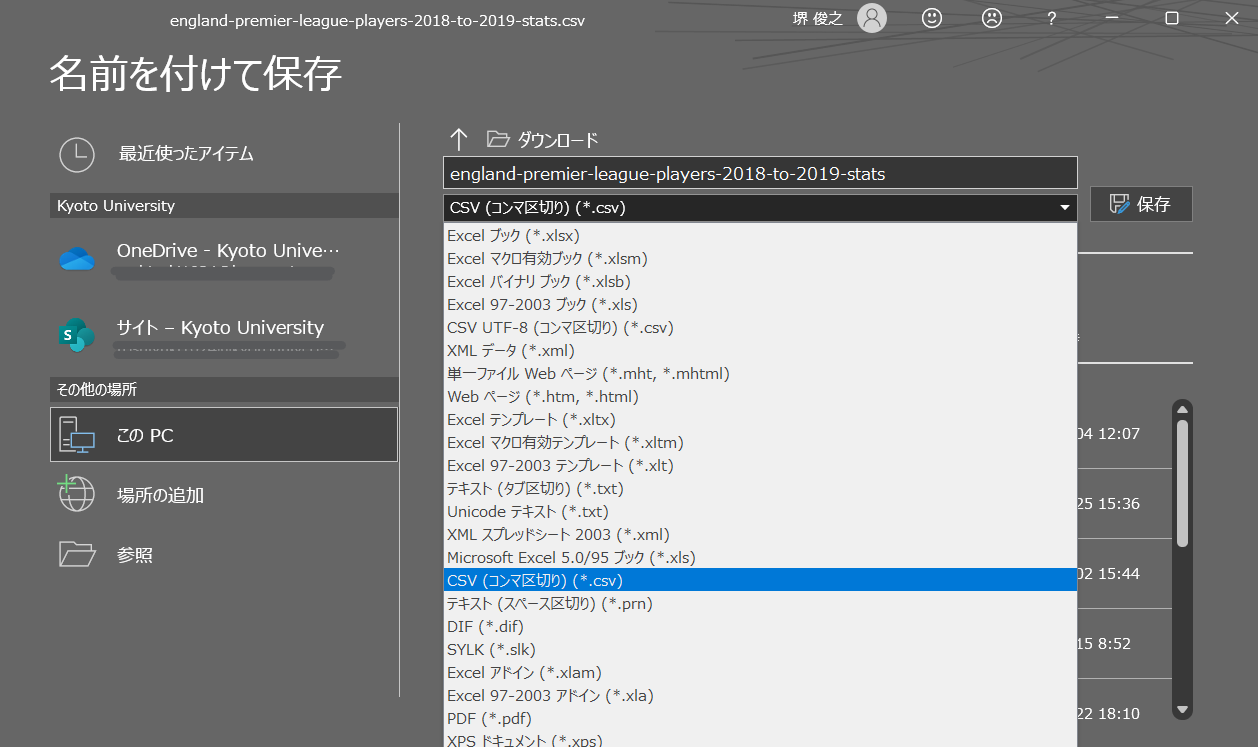 england-premier-league-players-2018-to-2019-stats.csv
堺 俊之
?
名前を付けて保存
最近使ったアイテム
Kyoto University
OneDrive - Kyoto Unive…
サイト – Kyoto University
その他の場所
この PC
場所の追加
参照
ダウンロード
england-premier-league-players-2018-to-2019-stats
CSV (コンマ区切り) (*.csv)
保存
Excel ブック (*.xlsx)
Excel マクロ有効ブック (*.xlsm)
Excel バイナリ ブック (*.xlsb)
Excel 97-2003 ブック (*.xls)
CSV UTF-8 (コンマ区切り) (*.csv)
XML データ (*.xml)
単一ファイル Web ページ (*.mht, *.mhtml)
Web ページ (*.htm, *.html)
Excel テンプレート (*.xltx)
Excel マクロ有効テンプレート (*.xltm)
Excel 97-2003 テンプレート (*.xlt)
テキスト (タブ区切り) (*.txt)
Unicode テキスト (*.txt)
XML スプレッドシート 2003 (*.xml)
Microsoft Excel 5.0/95 ブック (*.xls)
CSV (コンマ区切り) (*.csv)
テキスト (スペース区切り) (*.prn)
DIF (*.dif)
SYLK (*.slk)
Excel アドイン (*.xlam)
Excel 97-2003 アドイン (*.xla)
PDF (*.pdf)
XPS ドキュメント (*.xps)
04 12:07
25 15:36
02 15:44
15 8:52
22 18:10